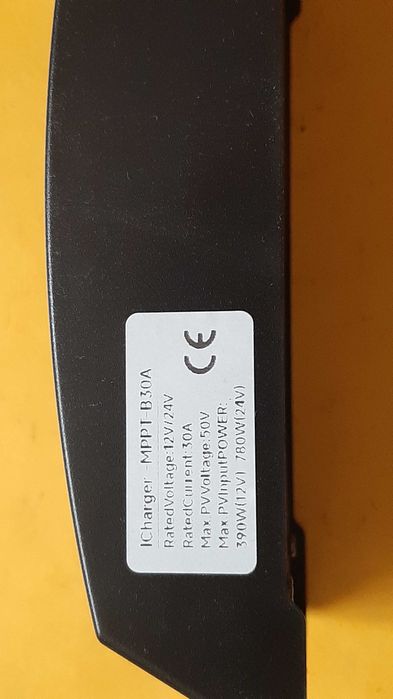 ICharger MPPT-B30A
RatedVoltage:12V/24V
RatedCurrent:30A
Max.PVVoltage:50V
Max.PVInputPOWER:
390W(12V) 780W(24V)
CE